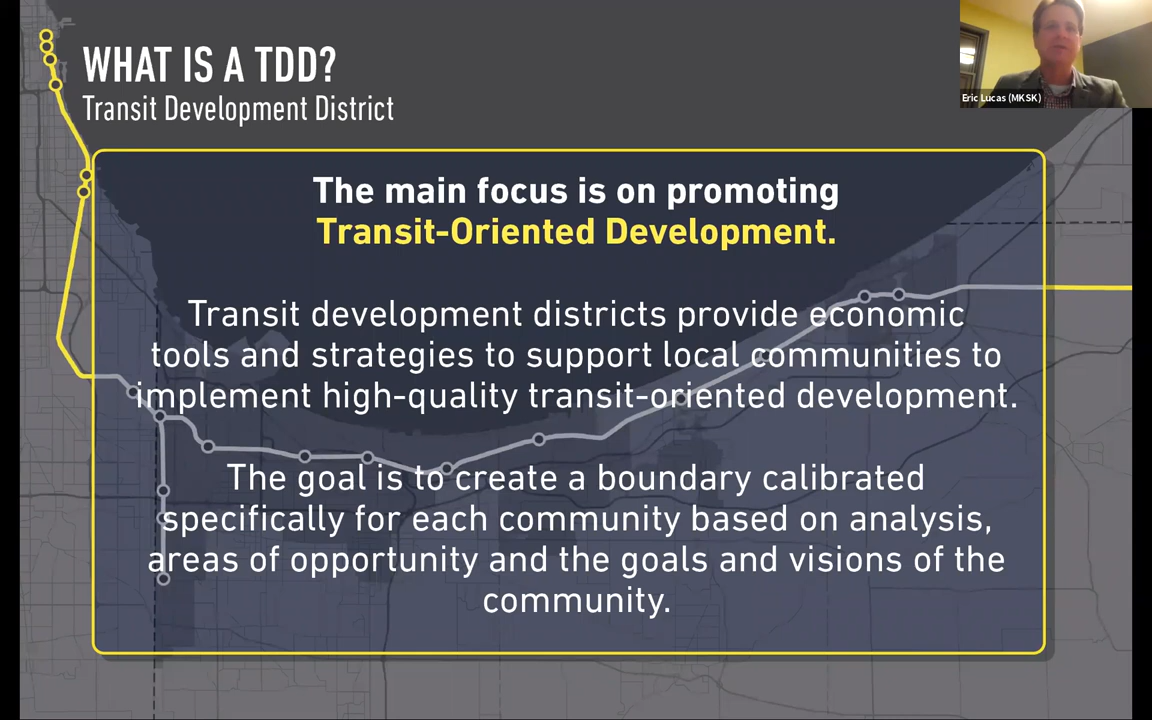 WHAT IS A TDD?
Transit Development District
Eric Lucas (MKSK)
The main focus is on promoting
Transit-Oriented Development.
Transit development districts provide economic
tools and strategies to support local communities to
implement high-quality transit-oriented development.
The goal is to create a boundary calibrated
specifically for each community based on analysis,
areas of opportunity and the goals and visions of the
community.